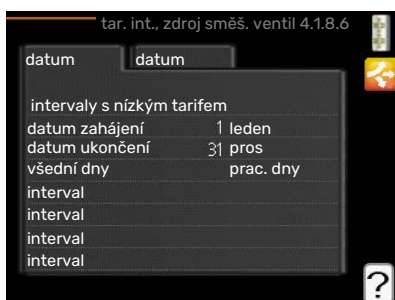 tar. int., zdroj směš. ventil 4.1.8.6
datum datum
intervaly s nízkým tarifem
datum zahájení 1 leden
datum ukončení 31 pros
všední dny prac. dny
interval
interval
interval
interval
?